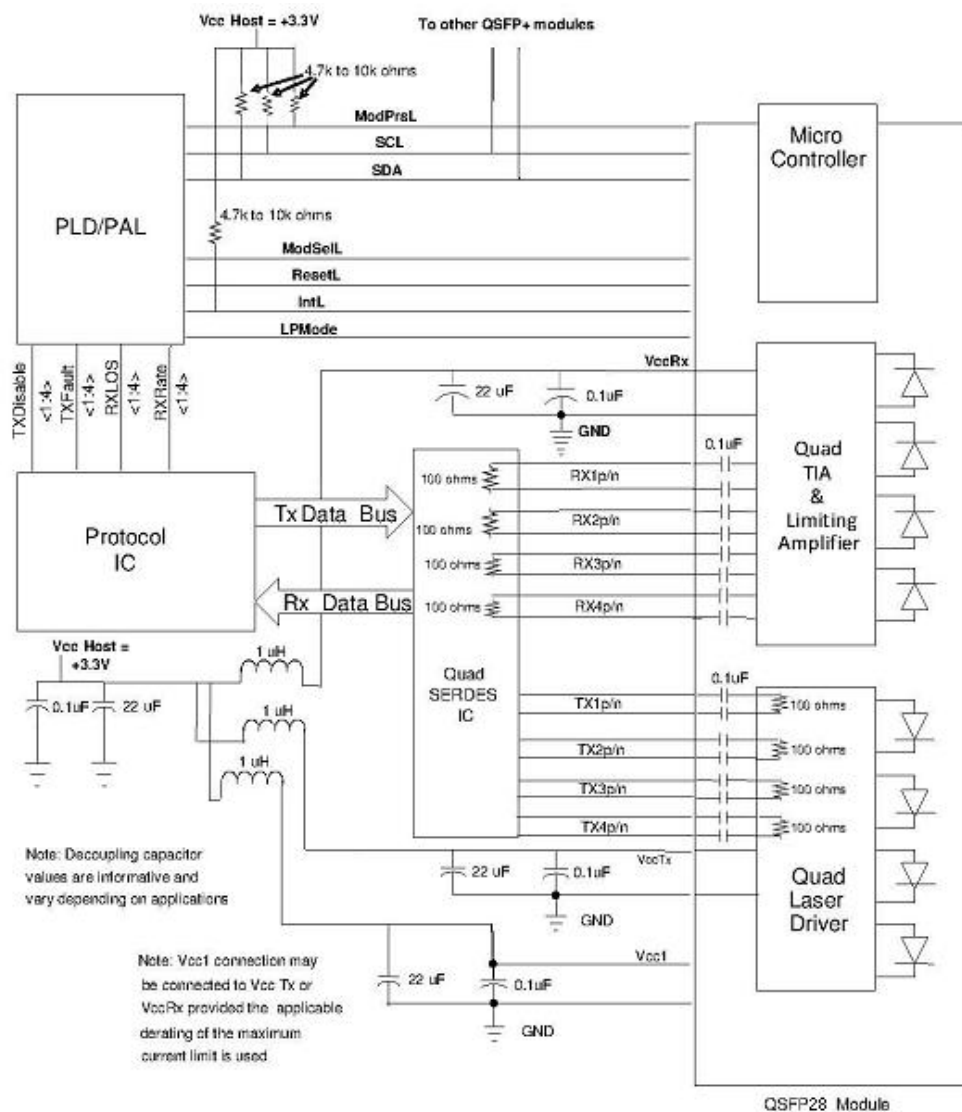 Vcc Host = +3.3V
To other QSFP+ modules
4.7k to 10k ohms
ModPrsL
SCL
SDA
PLD/PAL
4.7k to 10k ohms
ModSelL
ResetL
IntL
LPMode
Micro
Controller
TXDisable
<1:4>
TXFault
<1:4>
RXLOS
<1:4>
RXRate
<1:4>
VccRx
22 uF
0.1uF
GND
0.1uF
Quad
TIA
&
Limiting
Amplifier
100 ohms
RX1p/n
100 ohms
RX2p/n
100 ohms
RX3p/n
100 ohms
RX4p/n
Protocol
IC
Tx Data Bus
Rx Data Bus
Quad
SERDES
IC
Vcc Host =
+3.3V
0.1uF
22 uF
1 uH
1 uH
1 uH
0.1uF
TX1p/n
100 ohms
TX2p/n
100 ohms
TX3p/n
100 ohms
TX4p/n
100 ohms
Quad
Laser
Driver
VccTx
22 uF
0.1uF
GND
Note: Decoupling capacitor
values are informative and
vary depending on applications
Note: Vcc1 connection may
be connected to Vcc Tx or
VccRx provided the applicable
derating of the maximum
current limit is used
Vcc1
22 uF
0.1uF
GND
QSFP28 Module